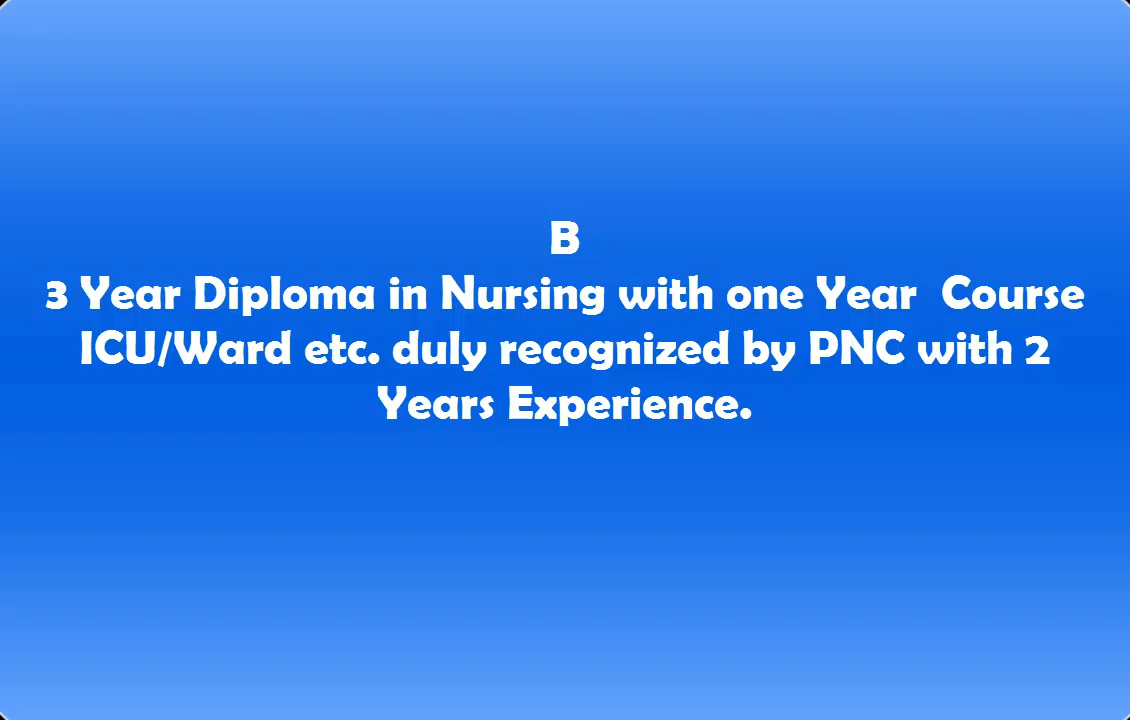 B
3 Year Diploma in Nursing with one Year Course
ICU/Ward etc. duly recognized by PNC with 2
Years Experience.